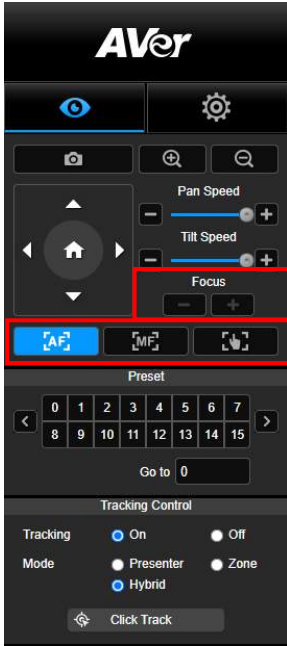 AVer
Pan Speed
Tilt Speed
Focus
AF
MF
Preset
0 1 2 3 4 5 6 7
8 9 10 11 12 13 14 15
Go to 0
Tracking Control
Tracking On Off
Mode Presenter Zone
Hybrid
Click Track